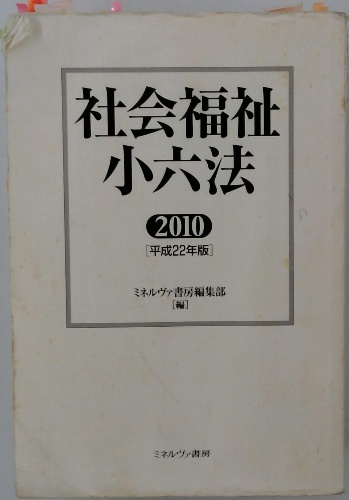 社会福祉
小六法
2010
[平成22年版]
ミネルヴァ書房編集部
[編]
ミネルヴァ書房